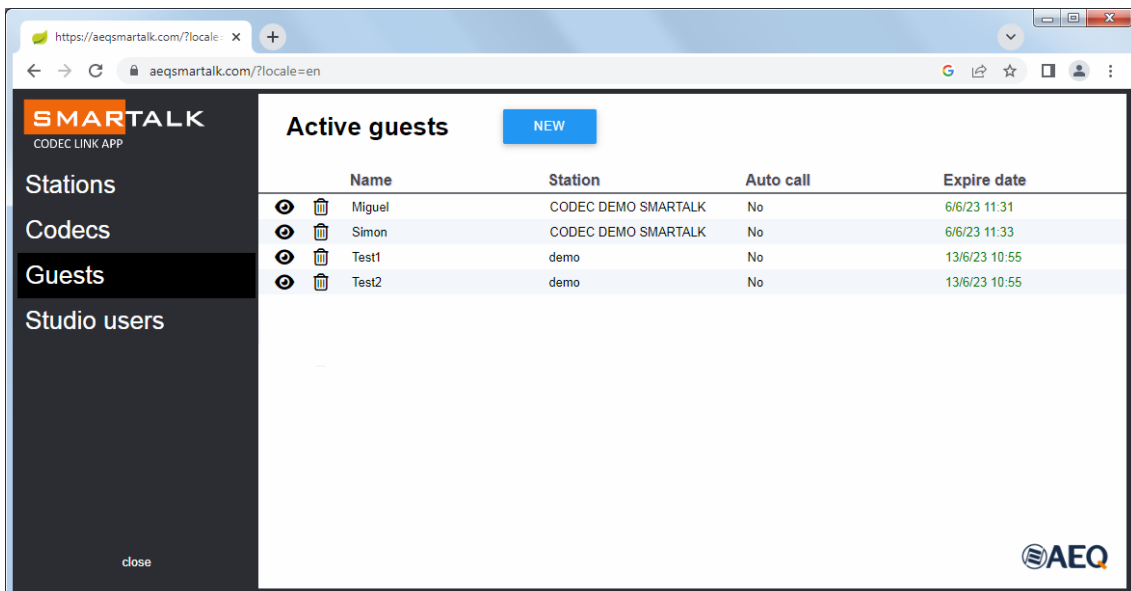 https://aeqsmartalk.com/?locale=
aeqsmartalk.com/?locale=en
SMARTALK
CODEC LINK APP
Stations
Codecs
Guests
Studio users
close
Active guests NEW
Name Station Auto call Expire date
Miguel CODEC DEMO SMARTALK No 6/6/23 11:31
Simon CODEC DEMO SMARTALK No 6/6/23 11:33
Test1 demo No 13/6/23 10:55
Test2 demo No 13/6/23 10:55
AEQ